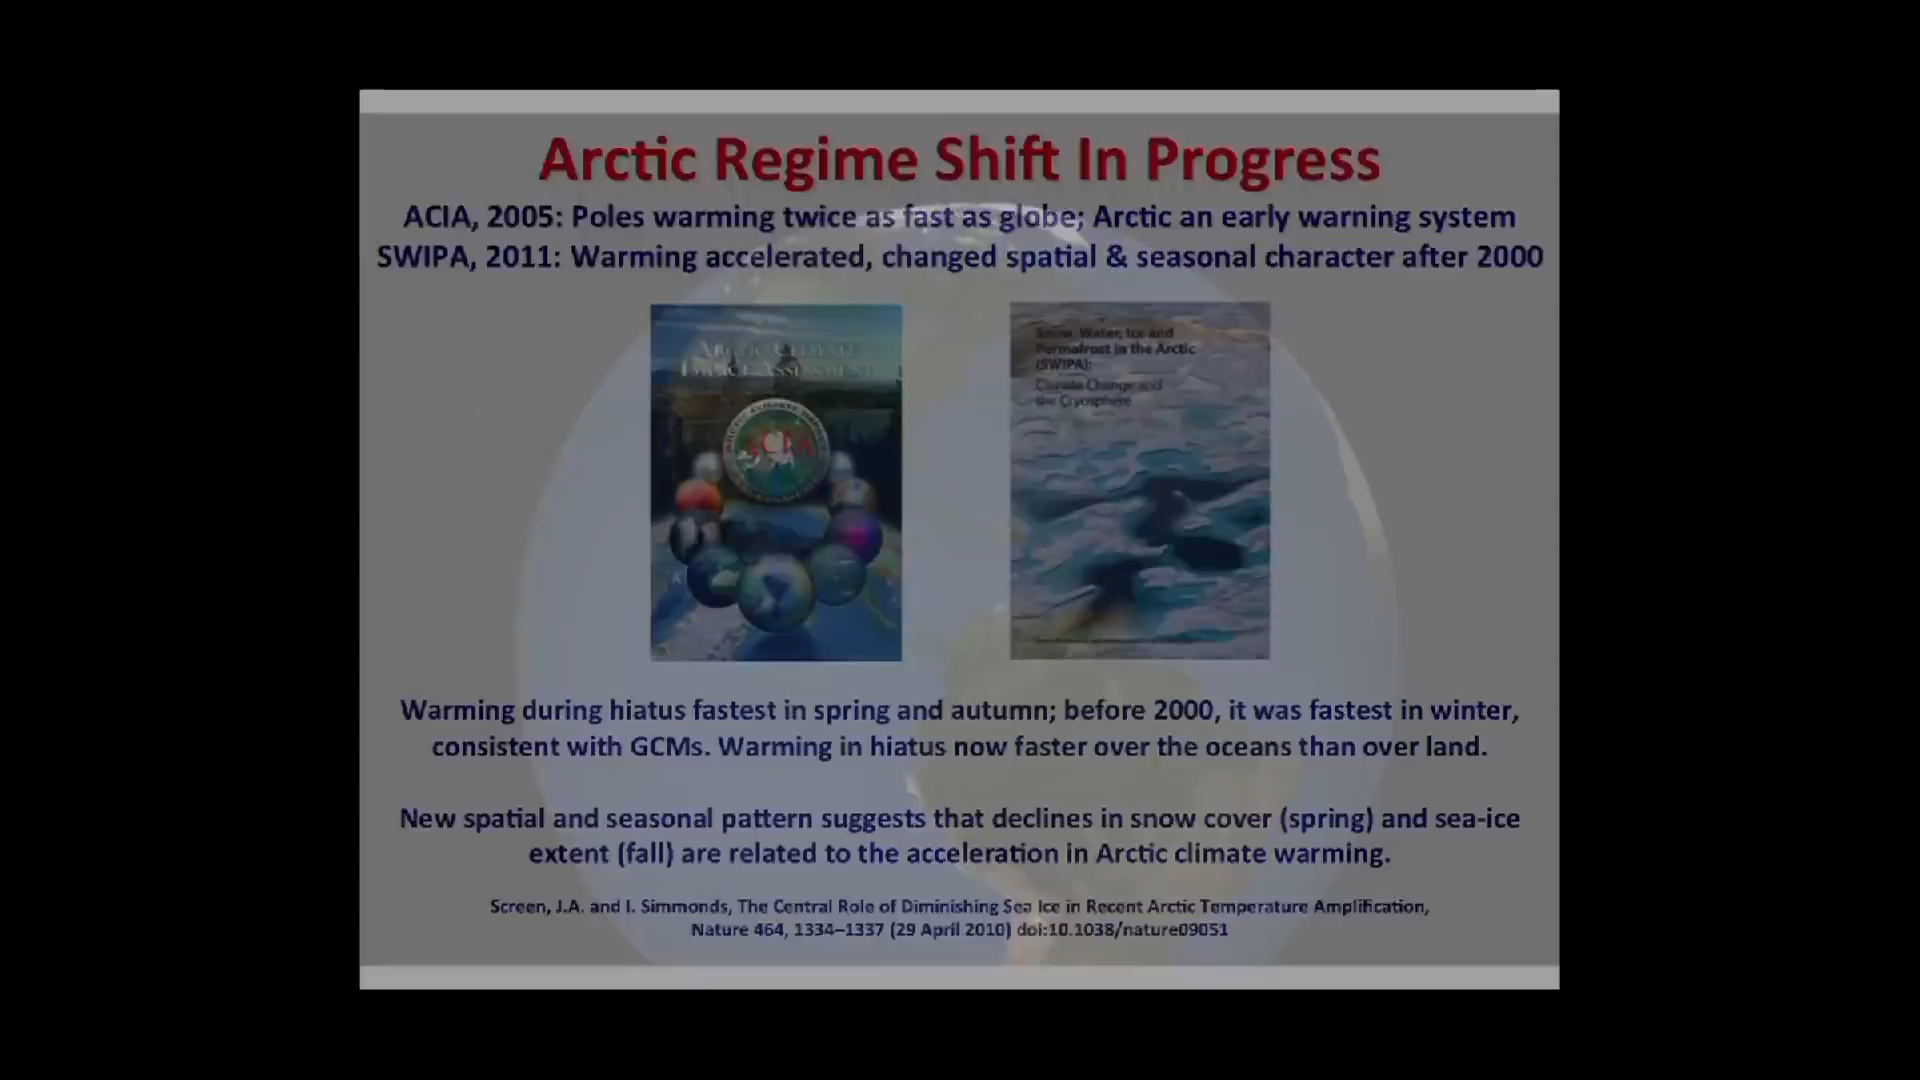 Arctic Regime Shift In Progress
ACIA, 2005: Poles warming twice as fast as globe; Arctic an early warning system
SWIPA, 2011: Warming accelerated, changed spatial & seasonal character after 2000
Arctic Climate
Impact Assessment
ACIA
Snow, Water, Ice and
Permafrost in the Arctic
(SWIPA):
Climate Change and
the Cryosphere
Warming during hiatus fastest in spring and autumn; before 2000, it was fastest in winter,
consistent with GCMs. Warming in hiatus now faster over the oceans than over land.
New spatial and seasonal pattern suggests that declines in snow cover (spring) and sea-ice
extent (fall) are related to the acceleration in Arctic climate warming.
Screen, J.A. and I. Simmonds, The Central Role of Diminishing Sea Ice in Recent Arctic Temperature Amplification,
Nature 464, 1334–1337 (29 April 2010) doi:10.1038/nature09051